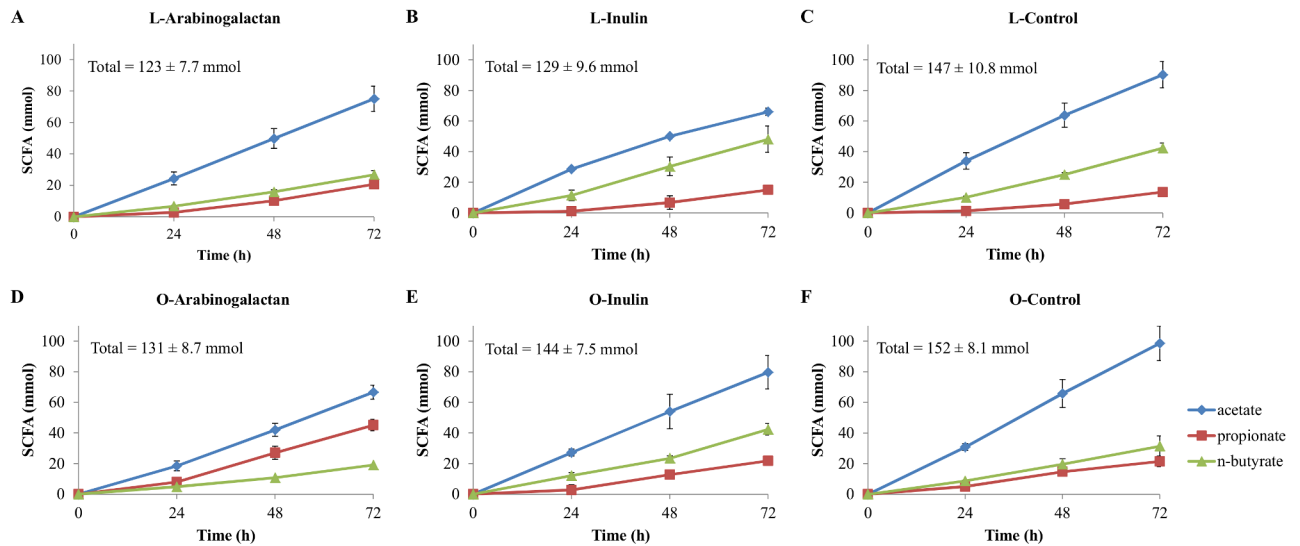 A
L-Arabinogalactan
Total = 123 ± 7.7 mmol
SCFA (mmol)
100
80
60
40
20
0
0 24 48 72
Time (h)
B
L-Inulin
Total = 129 ± 9.6 mmol
SCFA (mmol)
100
80
60
40
20
0
0 24 48 72
Time (h)
C
L-Control
Total = 147 ± 10.8 mmol
SCFA (mmol)
100
80
60
40
20
0
0 24 48 72
Time (h)
D
O-Arabinogalactan
Total = 131 ± 8.7 mmol
SCFA (mmol)
100
80
60
40
20
0
0 24 48 72
Time (h)
E
O-Inulin
Total = 144 ± 7.5 mmol
SCFA (mmol)
100
80
60
40
20
0
0 24 48 72
Time (h)
F
O-Control
Total = 152 ± 8.1 mmol
SCFA (mmol)
100
80
60
40
20
0
0 24 48 72
Time (h)
acetate
propionate
n-butyrate